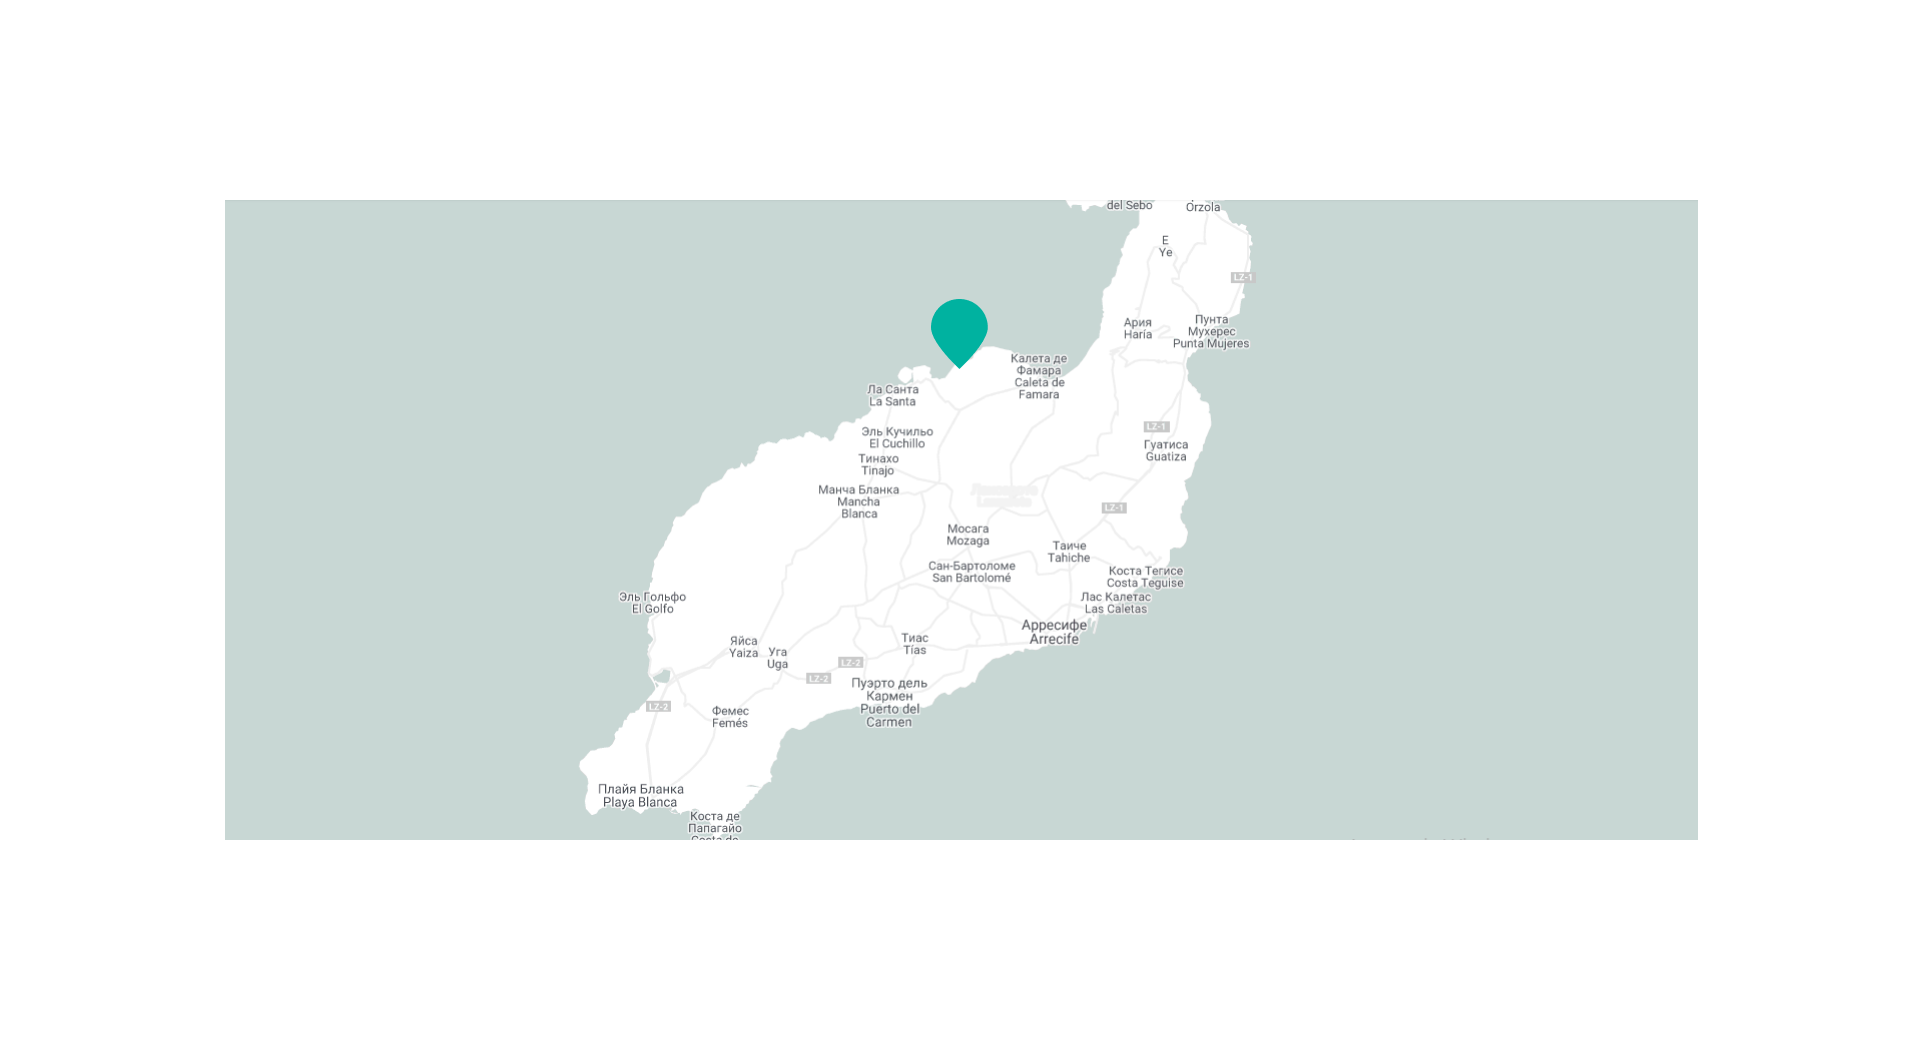 del Sebo
Orzola
E
Ye
LZ-1
Ария
Haría
Пунта
Мухерес
Punta Mujeres
Калета де
Фамара
Caleta de
Famara
Ла Санта
La Santa
LZ-1
Эль Кучильо
El Cuchillo
Гуатиса
Guatiza
Тинахо
Tinajo
Манча Бланка
Mancha
Blanca
LZ-1
Мосага
Mozaga
Таиче
Tahiche
Сан-Бартоломе
San Bartolomé
Коста Тегисе
Costa Teguise
Эль Гольфо
El Golfo
Лас Калетас
Las Caletas
Арресифе
Arrecife
Яйса
Yaiza
Уга
Uga
Тиас
Tías
LZ-2
LZ-2
Пуэрто дель
Кармен
Puerto del
Carmen
LZ-2
Фемес
Femés
Плайя Бланка
Playa Blanca
Коста де
Папагайо
Costa de